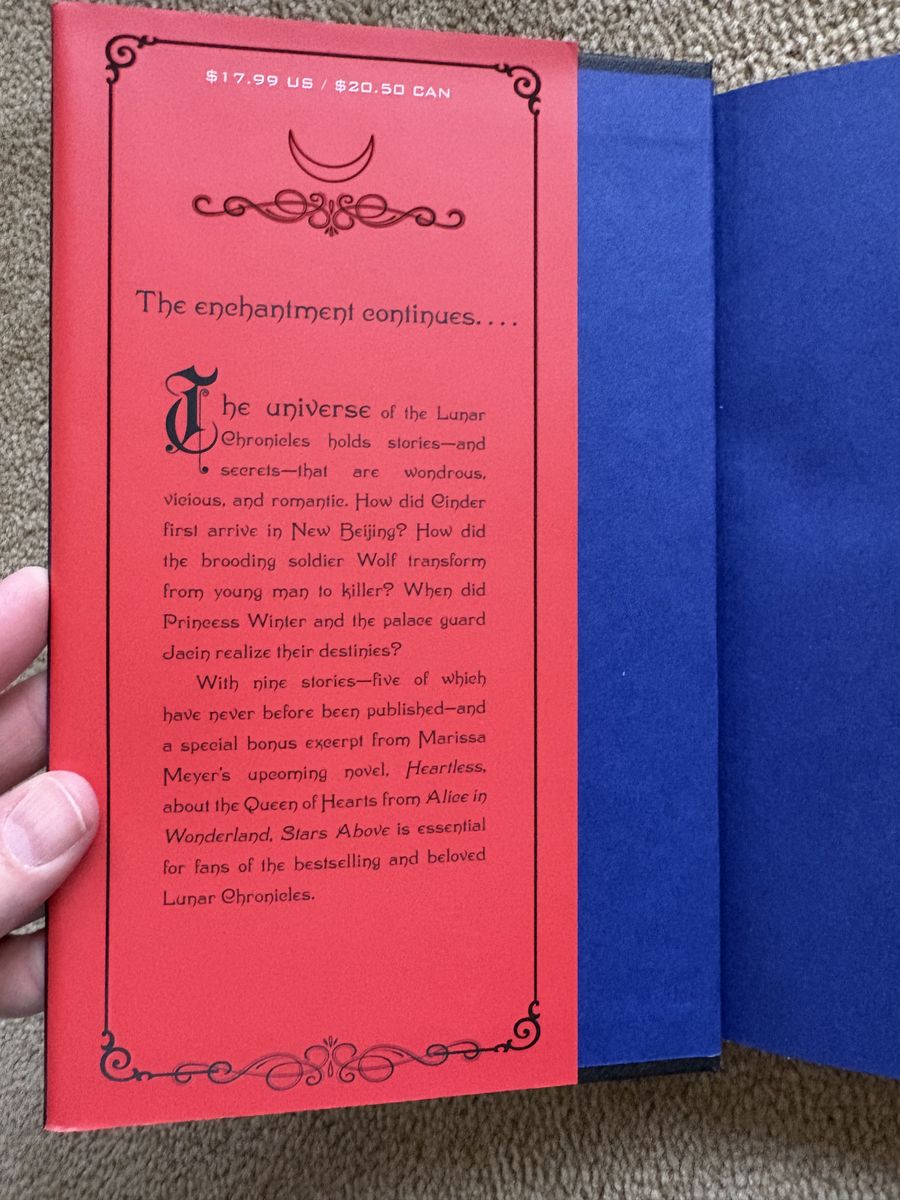 $17.99 US / $20.50 CAN
The enchantment continues....
The universe of the Lunar
Chronicles holds stories—and
secrets—that are wondrous,
vicious, and romantic. How did Cinder
first arrive in New Beijing? How did
the brooding soldier Wolf transform
from young man to killer? When did
Princess Winter and the palace guard
Jacin realize their destinies?
With nine stories—five of which
have never before been published—and
a special bonus excerpt from Marissa
Meyer's upcoming novel, Heartless,
about the Queen of Hearts from Alice in
Wonderland, Stars Above is essential
for fans of the bestselling and beloved
Lunar Chronicles.